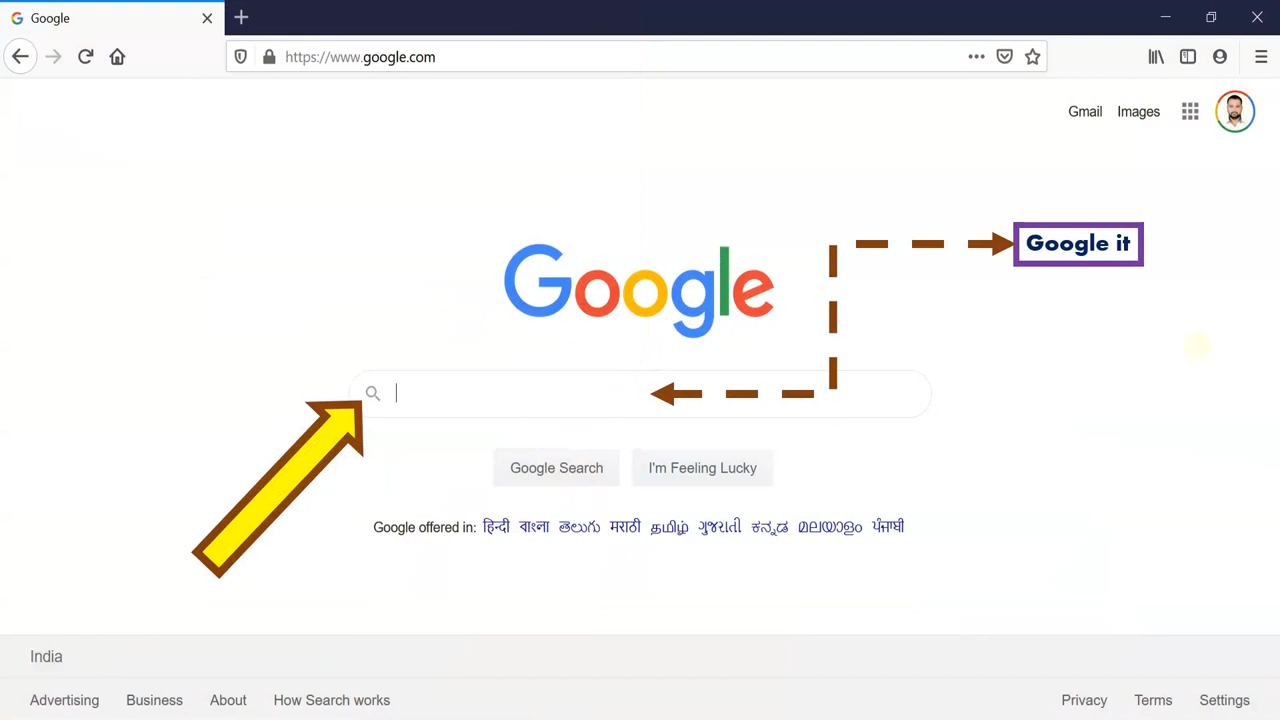 Google
https://www.google.com
Gmail Images
Google it
Google
Google Search I'm Feeling Lucky
Google offered in: हिन्दी বাংলা తెలుగు मराठी தமிழ் ગુજરાતી ಕನ್ನಡ മലയാളം ਪੰਜਾਬੀ
India
Advertising Business About How Search works Privacy Terms Settings